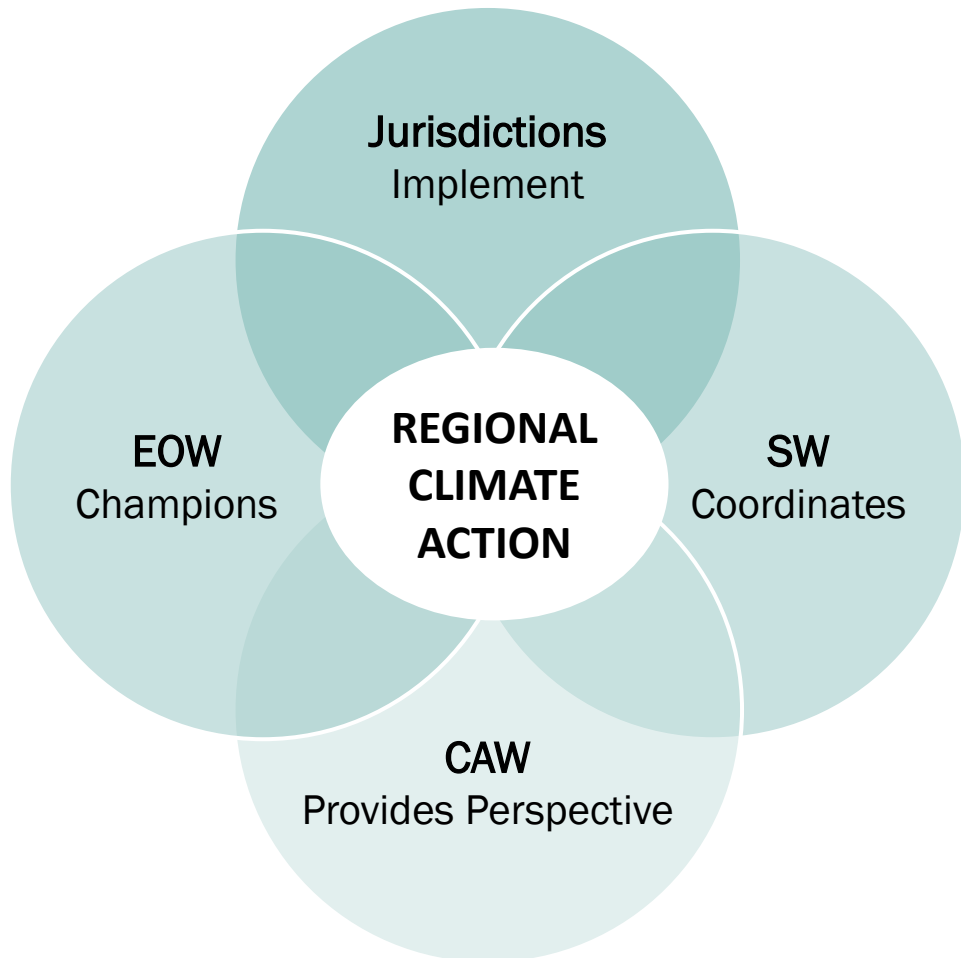 Jurisdictions
Implement
EOW
Champions
REGIONAL
CLIMATE
ACTION
SW
Coordinates
CAW
Provides Perspective